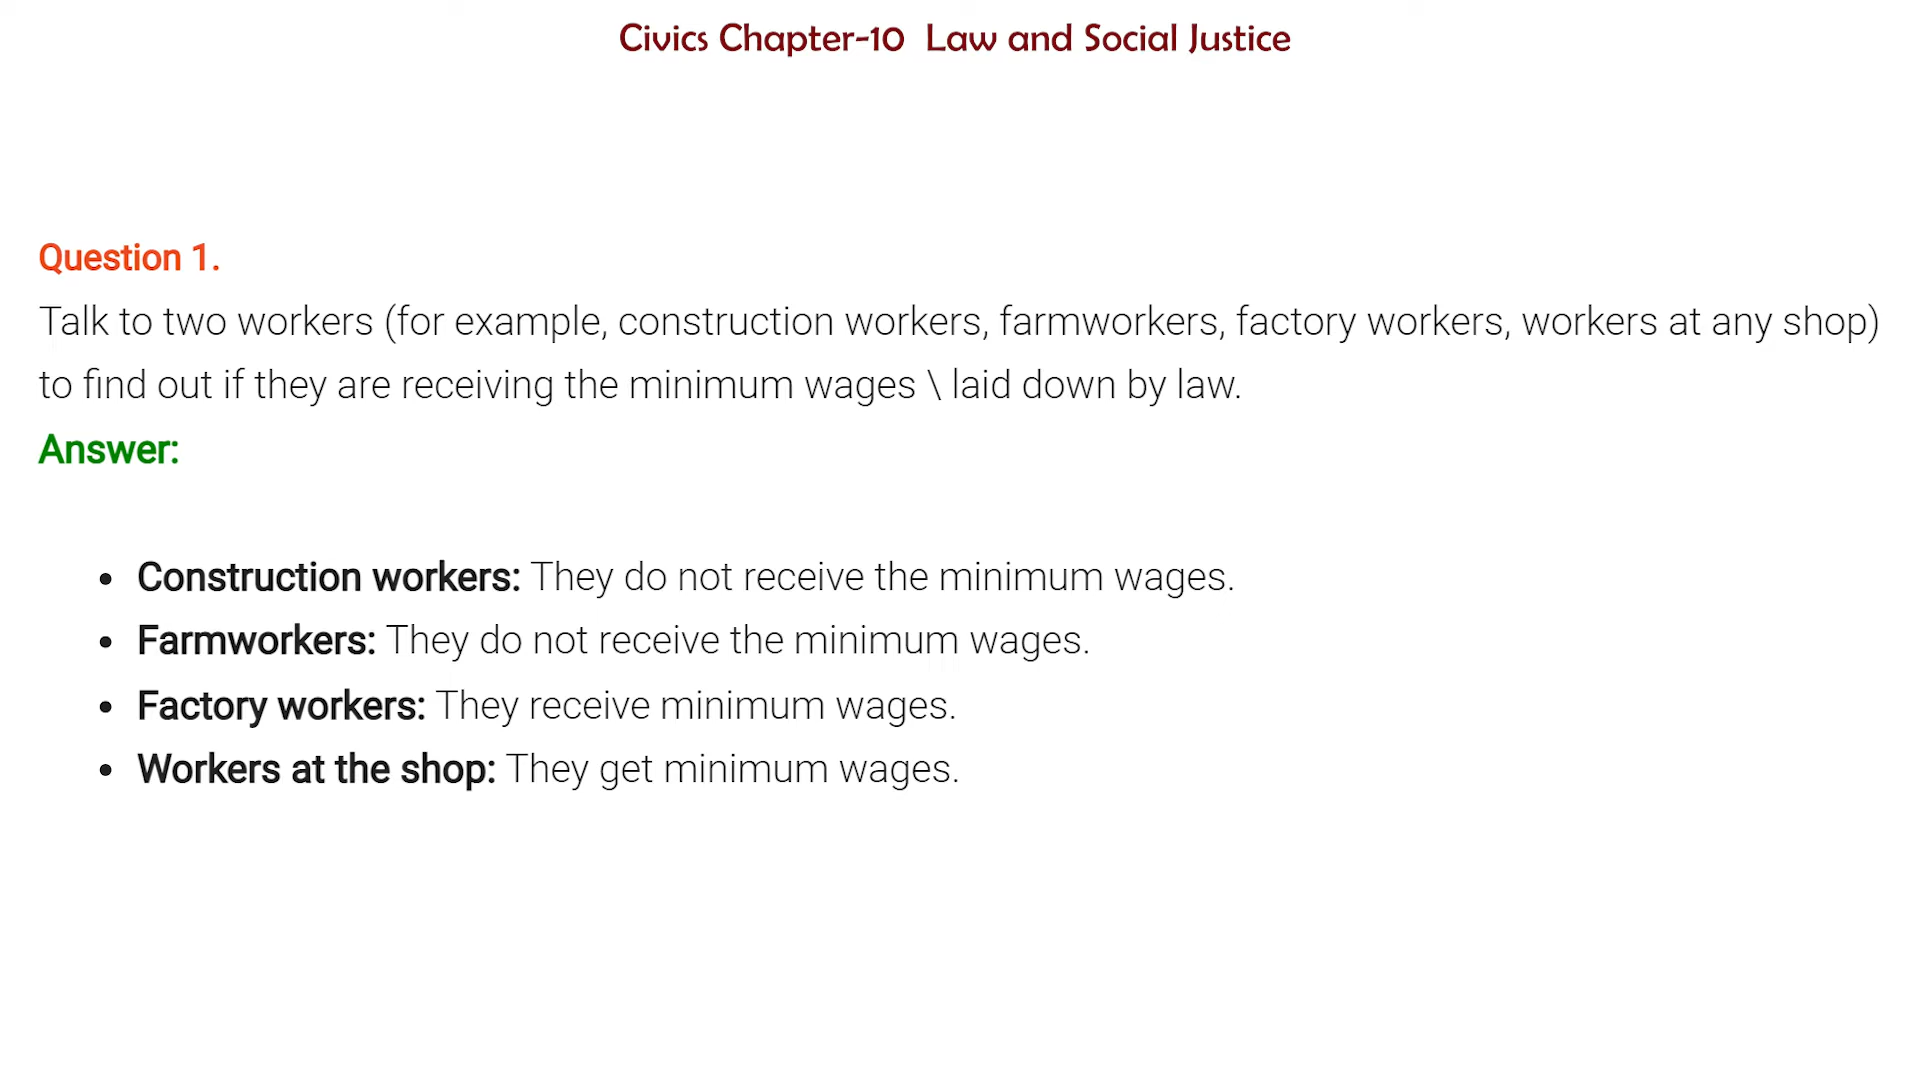 Civics Chapter-10 Law and Social Justice
Question 1.
Talk to two workers (for example, construction workers, farmworkers, factory workers, workers at any shop)
to find out if they are receiving the minimum wages \ laid down by law.
Answer:
• Construction workers: They do not receive the minimum wages.
• Farmworkers: They do not receive the minimum wages.
• Factory workers: They receive minimum wages.
• Workers at the shop: They get minimum wages.